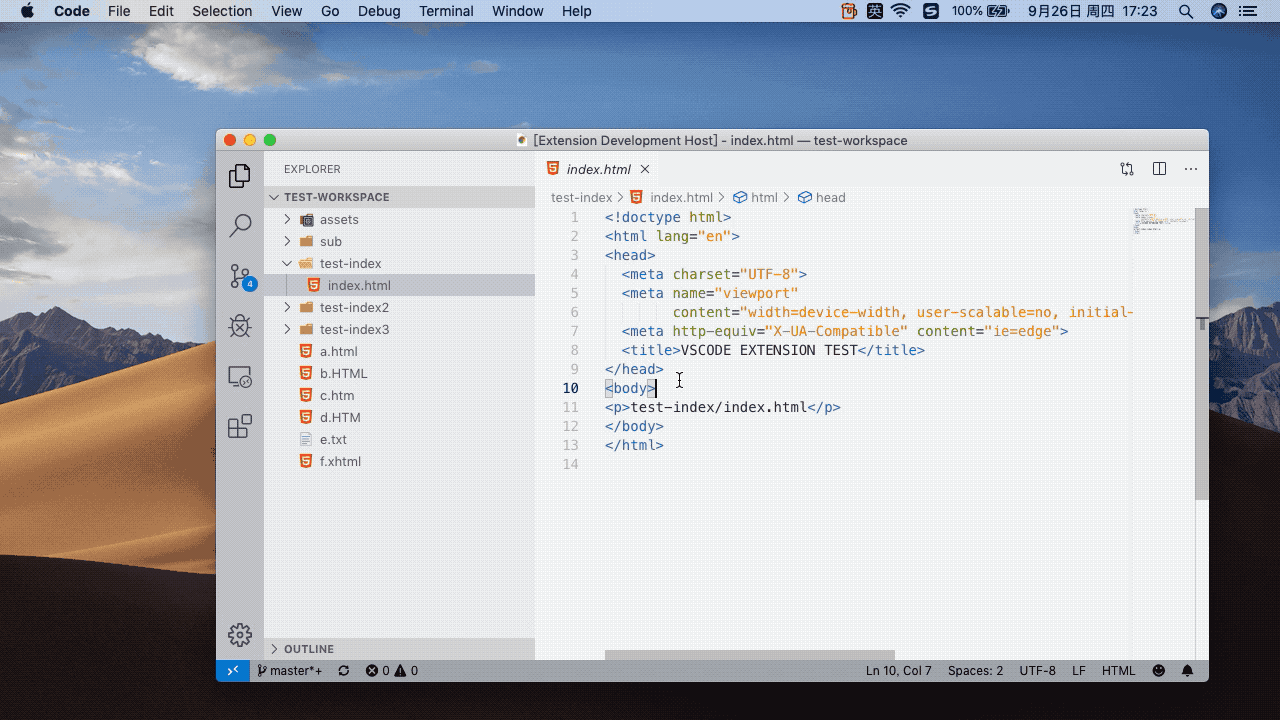 Code File Edit Selection View Go Debug Terminal Window Help 英 S 100% 9月26日 周四 17:23
[Extension Development Host] - index.html — test-workspace
EXPLORER
TEST-WORKSPACE
assets
sub
test-index
index.html
test-index2
test-index3
a.html
b.HTML
c.htm
d.HTM
e.txt
f.xhtml
OUTLINE
4
index.html
test-index index.html html head
1 <!doctype html>
2 <html lang="en">
3 <head>
4 <meta charset="UTF-8">
5 <meta name="viewport"
6 content="width=device-width, user-scalable=no, initial-
7 <meta http-equiv="X-UA-Compatible" content="ie=edge">
8 <title>VSCODE EXTENSION TEST</title>
9 </head>
10 <body>
11 <p>test-index/index.html</p>
12 </body>
13 </html>
14
master*+ 0 0 Ln 10, Col 7 Spaces: 2 UTF-8 LF HTML